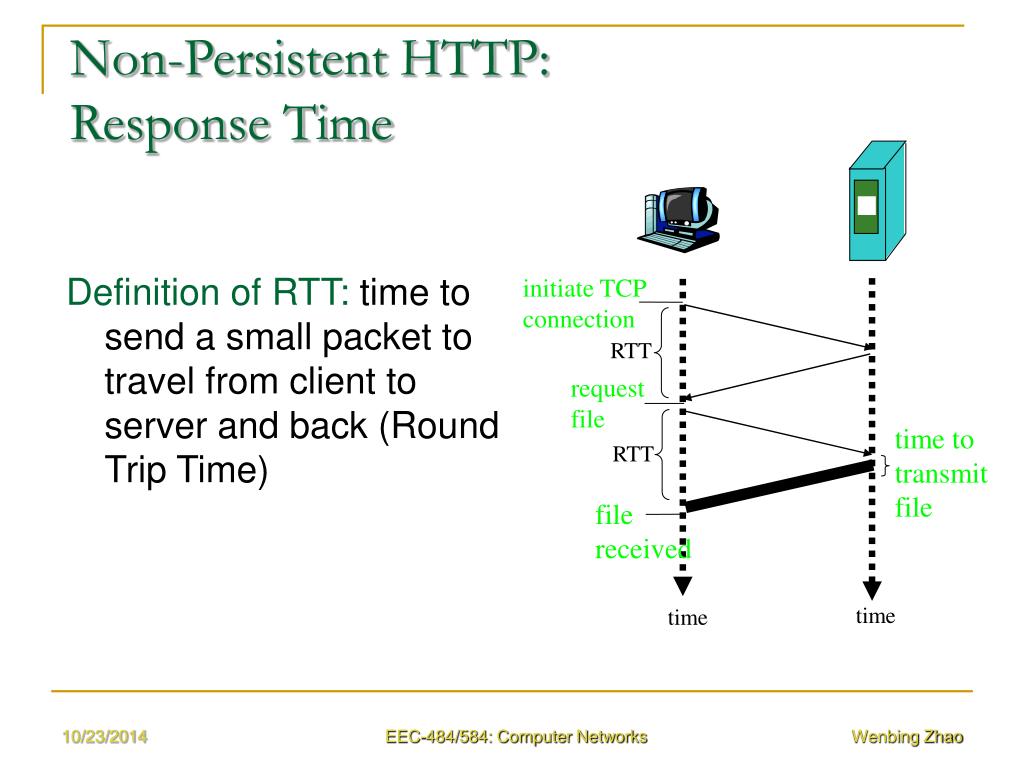 Non-Persistent HTTP:
Response Time
Definition of RTT: time to
send a small packet to
travel from client to
server and back (Round
Trip Time)
initiate TCP
connection
RTT
request
file
RTT
file
received
time to
transmit
file
time
time
10/23/2014
EEC-484/584: Computer Networks
Wenbing Zhao